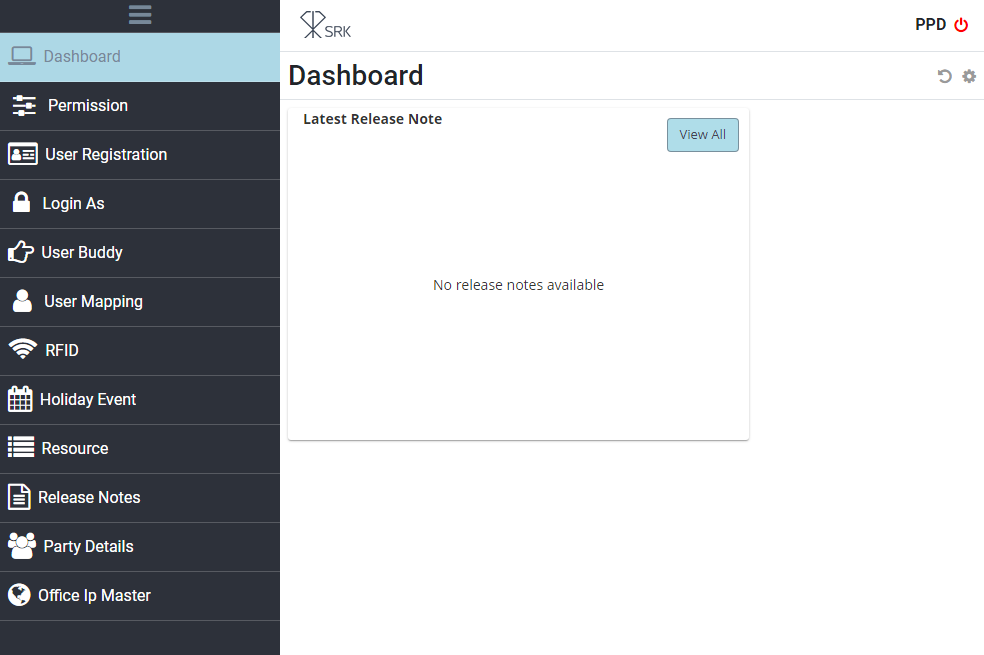 SRK
PPD
Dashboard
Permission
User Registration
Login As
User Buddy
User Mapping
RFID
Holiday Event
Resource
Release Notes
Party Details
Office Ip Master
Dashboard
Latest Release Note
View All
No release notes available